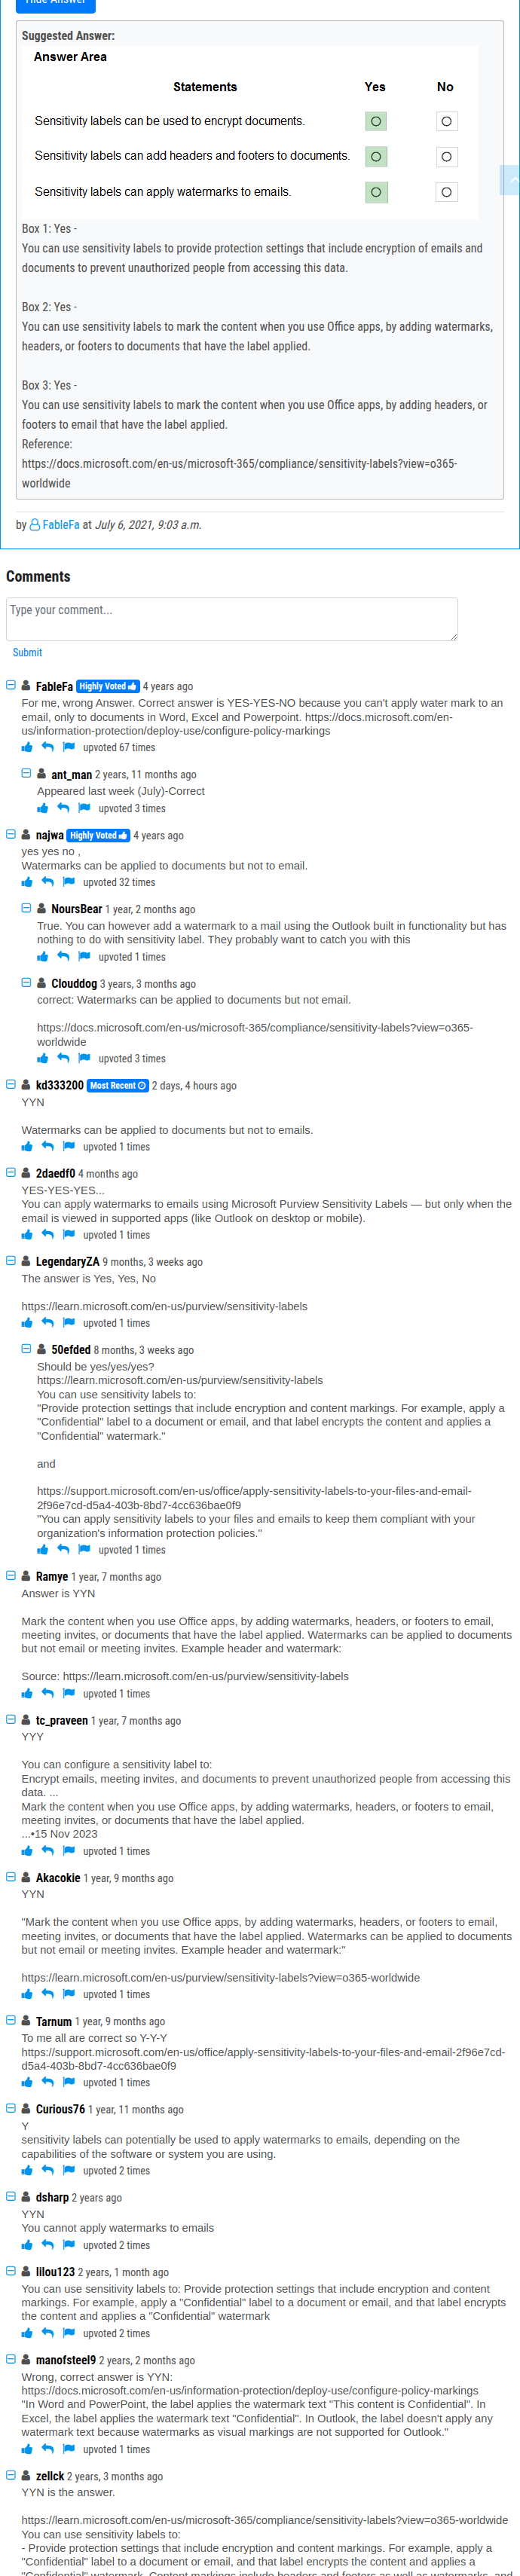 Hide Answer
Suggested Answer:
Answer Area
Statements Yes No
Sensitivity labels can be used to encrypt documents.
Sensitivity labels can add headers and footers to documents.
Sensitivity labels can apply watermarks to emails.
Box 1: Yes -
You can use sensitivity labels to provide protection settings that include encryption of emails and
documents to prevent unauthorized people from accessing this data.
Box 2: Yes -
You can use sensitivity labels to mark the content when you use Office apps, by adding watermarks,
headers, or footers to documents that have the label applied.
Box 3: Yes -
You can use sensitivity labels to mark the content when you use Office apps, by adding headers, or
footers to email that have the label applied.
Reference:
https://docs.microsoft.com/en-us/microsoft-365/compliance/sensitivity-labels?view=o365-
worldwide
by FableFa at July 6, 2021, 9:03 a.m.
Comments
Type your comment...
Submit
FableFa Highly Voted 4 years ago
For me, wrong Answer. Correct answer is YES-YES-NO because you can't apply water mark to an
email, only to documents in Word, Excel and Powerpoint. https://docs.microsoft.com/en-
us/information-protection/deploy-use/configure-policy-markings
upvoted 67 times
ant_man 2 years, 11 months ago
Appeared last week (July)-Correct
upvoted 3 times
najwa Highly Voted 4 years ago
yes yes no ,
Watermarks can be applied to documents but not to email.
upvoted 32 times
NoursBear 1 year, 2 months ago
True. You can however add a watermark to a mail using the Outlook built in functionality but has
nothing to do with sensitivity label. They probably want to catch you with this
upvoted 1 times
Clouddog 3 years, 3 months ago
correct: Watermarks can be applied to documents but not email.
https://docs.microsoft.com/en-us/microsoft-365/compliance/sensitivity-labels?view=o365-
worldwide
upvoted 3 times
kd333200 Most Recent 2 days, 4 hours ago
YYN
Watermarks can be applied to documents but not to emails.
upvoted 1 times
2daedf0 4 months ago
YES-YES-YES...
You can apply watermarks to emails using Microsoft Purview Sensitivity Labels — but only when the
email is viewed in supported apps (like Outlook on desktop or mobile).
upvoted 1 times
LegendaryZA 9 months, 3 weeks ago
The answer is Yes, Yes, No
https://learn.microsoft.com/en-us/purview/sensitivity-labels
upvoted 1 times
50efded 8 months, 3 weeks ago
Should be yes/yes/yes?
https://learn.microsoft.com/en-us/purview/sensitivity-labels
You can use sensitivity labels to:
"Provide protection settings that include encryption and content markings. For example, apply a
"Confidential" label to a document or email, and that label encrypts the content and applies a
"Confidential" watermark."
and
https://support.microsoft.com/en-us/office/apply-sensitivity-labels-to-your-files-and-email-
2f96e7cd-d5a4-403b-8bd7-4cc636bae0f9
"You can apply sensitivity labels to your files and emails to keep them compliant with your
organization's information protection policies."
upvoted 1 times
Ramye 1 year, 7 months ago
Answer is YYN
Mark the content when you use Office apps, by adding watermarks, headers, or footers to email,
meeting invites, or documents that have the label applied. Watermarks can be applied to documents
but not email or meeting invites. Example header and watermark:
Source: https://learn.microsoft.com/en-us/purview/sensitivity-labels
upvoted 1 times
tc_praveen 1 year, 7 months ago
YYY
You can configure a sensitivity label to:
Encrypt emails, meeting invites, and documents to prevent unauthorized people from accessing this
data. ...
Mark the content when you use Office apps, by adding watermarks, headers, or footers to email,
meeting invites, or documents that have the label applied.
...•15 Nov 2023
upvoted 1 times
Akacokie 1 year, 9 months ago
YYN
"Mark the content when you use Office apps, by adding watermarks, headers, or footers to email,
meeting invites, or documents that have the label applied. Watermarks can be applied to documents
but not email or meeting invites. Example header and watermark:"
https://learn.microsoft.com/en-us/purview/sensitivity-labels?view=o365-worldwide
upvoted 1 times
Tarnum 1 year, 9 months ago
To me all are correct so Y-Y-Y
https://support.microsoft.com/en-us/office/apply-sensitivity-labels-to-your-files-and-email-2f96e7cd-
d5a4-403b-8bd7-4cc636bae0f9
upvoted 1 times
Curious76 1 year, 11 months ago
Y
sensitivity labels can potentially be used to apply watermarks to emails, depending on the
capabilities of the software or system you are using.
upvoted 2 times
dsharp 2 years ago
YYN
You cannot apply watermarks to emails
upvoted 2 times
lilou123 2 years, 1 month ago
You can use sensitivity labels to: Provide protection settings that include encryption and content
markings. For example, apply a "Confidential" label to a document or email, and that label encrypts
the content and applies a "Confidential" watermark
upvoted 2 times
manofsteel9 2 years, 2 months ago
Wrong, correct answer is YYN:
https://docs.microsoft.com/en-us/information-protection/deploy-use/configure-policy-markings
"In Word and PowerPoint, the label applies the watermark text "This content is Confidential". In
Excel, the label applies the watermark text "Confidential". In Outlook, the label doesn't apply any
watermark text because watermarks as visual markings are not supported for Outlook."
upvoted 1 times
zellck 2 years, 3 months ago
YYN is the answer.
https://learn.microsoft.com/en-us/microsoft-365/compliance/sensitivity-labels?view=o365-worldwide
You can use sensitivity labels to:
- Provide protection settings that include encryption and content markings. For example, apply a
"Confidential" label to a document or email, and that label encrypts the content and applies a
"Confidential" watermark. Content markings include headers and footers as well as watermarks, and